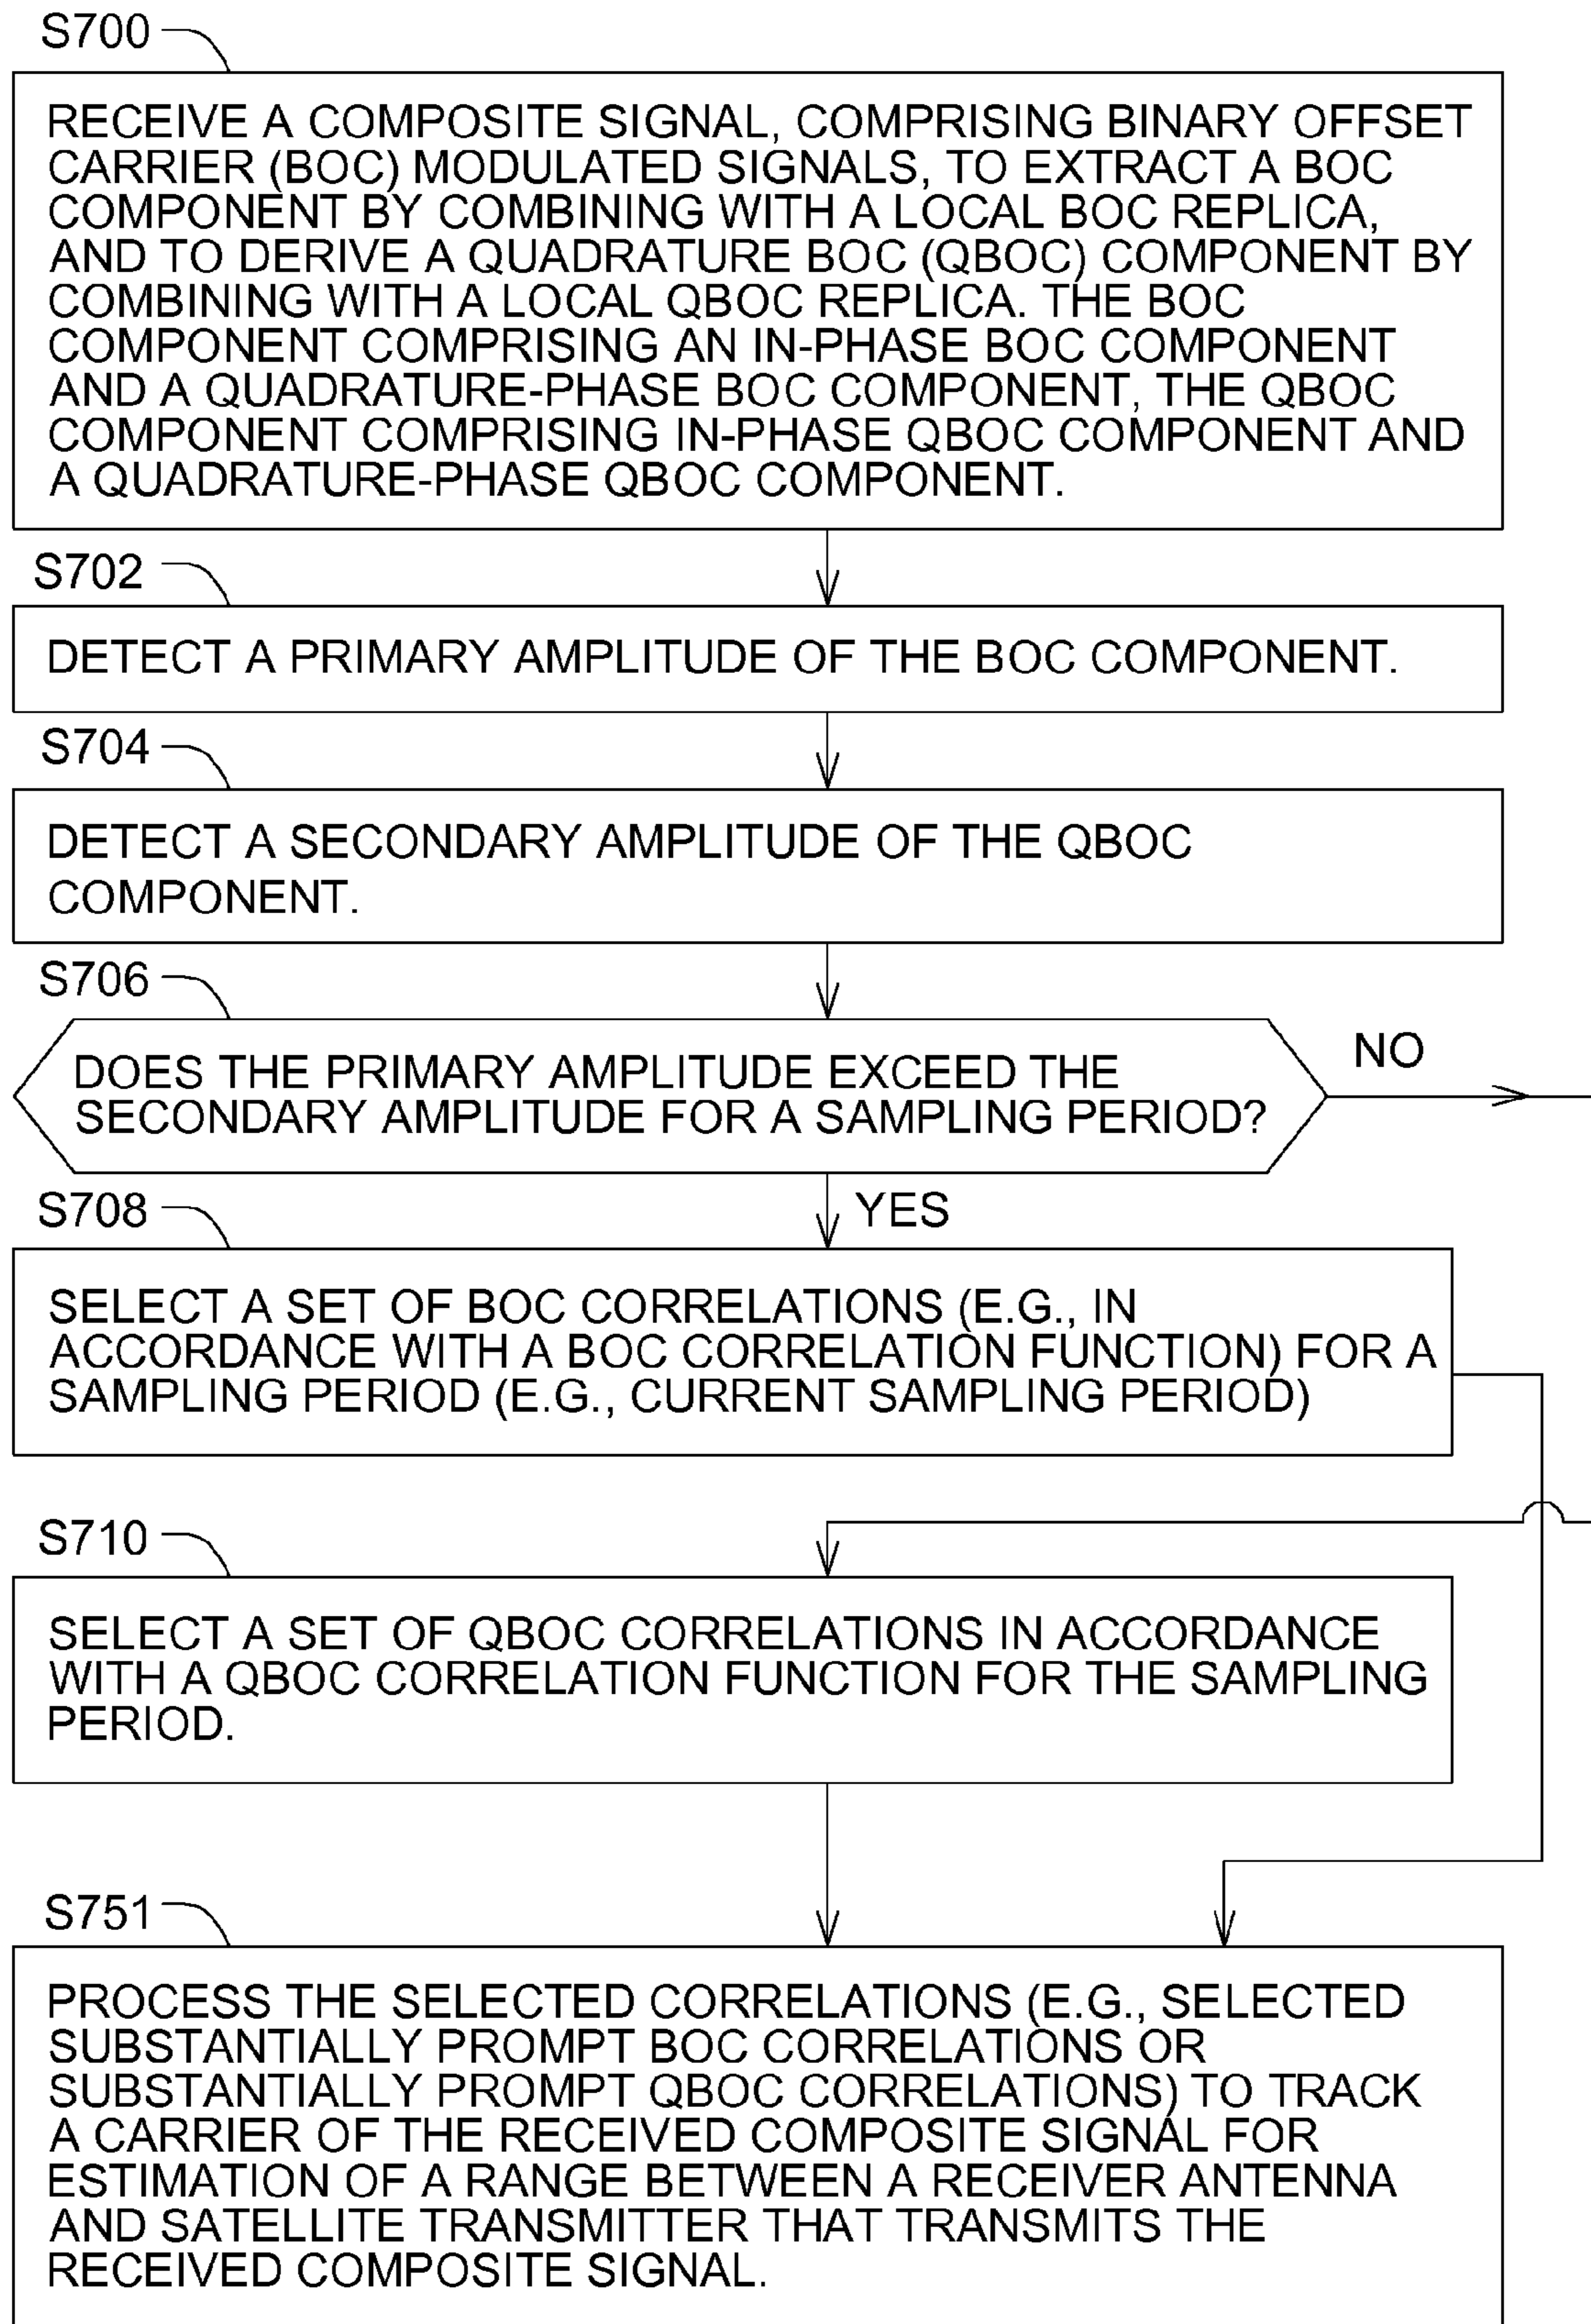 S700
RECEIVE A COMPOSITE SIGNAL, COMPRISING BINARY OFFSET
CARRIER (BOC) MODULATED SIGNALS, TO EXTRACT A BOC
COMPONENT BY COMBINING WITH A LOCAL BOC REPLICA,
AND TO DERIVE A QUADRATURE BOC (QBOC) COMPONENT BY
COMBINING WITH A LOCAL QBOC REPLICA. THE BOC
COMPONENT COMPRISING AN IN-PHASE BOC COMPONENT
AND A QUADRATURE-PHASE BOC COMPONENT, THE QBOC
COMPONENT COMPRISING IN-PHASE QBOC COMPONENT AND
A QUADRATURE-PHASE QBOC COMPONENT.
S702
DETECT A PRIMARY AMPLITUDE OF THE BOC COMPONENT.
S704
DETECT A SECONDARY AMPLITUDE OF THE QBOC
COMPONENT.
S706
DOES THE PRIMARY AMPLITUDE EXCEED THE
SECONDARY AMPLITUDE FOR A SAMPLING PERIOD?
NO
YES
S708
SELECT A SET OF BOC CORRELATIONS (E.G., IN
ACCORDANCE WITH A BOC CORRELATION FUNCTION) FOR A
SAMPLING PERIOD (E.G., CURRENT SAMPLING PERIOD)
S710
SELECT A SET OF QBOC CORRELATIONS IN ACCORDANCE
WITH A QBOC CORRELATION FUNCTION FOR THE SAMPLING
PERIOD.
S751
PROCESS THE SELECTED CORRELATIONS (E.G., SELECTED
SUBSTANTIALLY PROMPT BOC CORRELATIONS OR
SUBSTANTIALLY PROMPT QBOC CORRELATIONS) TO TRACK
A CARRIER OF THE RECEIVED COMPOSITE SIGNAL FOR
ESTIMATION OF A RANGE BETWEEN A RECEIVER ANTENNA
AND SATELLITE TRANSMITTER THAT TRANSMITS THE
RECEIVED COMPOSITE SIGNAL.